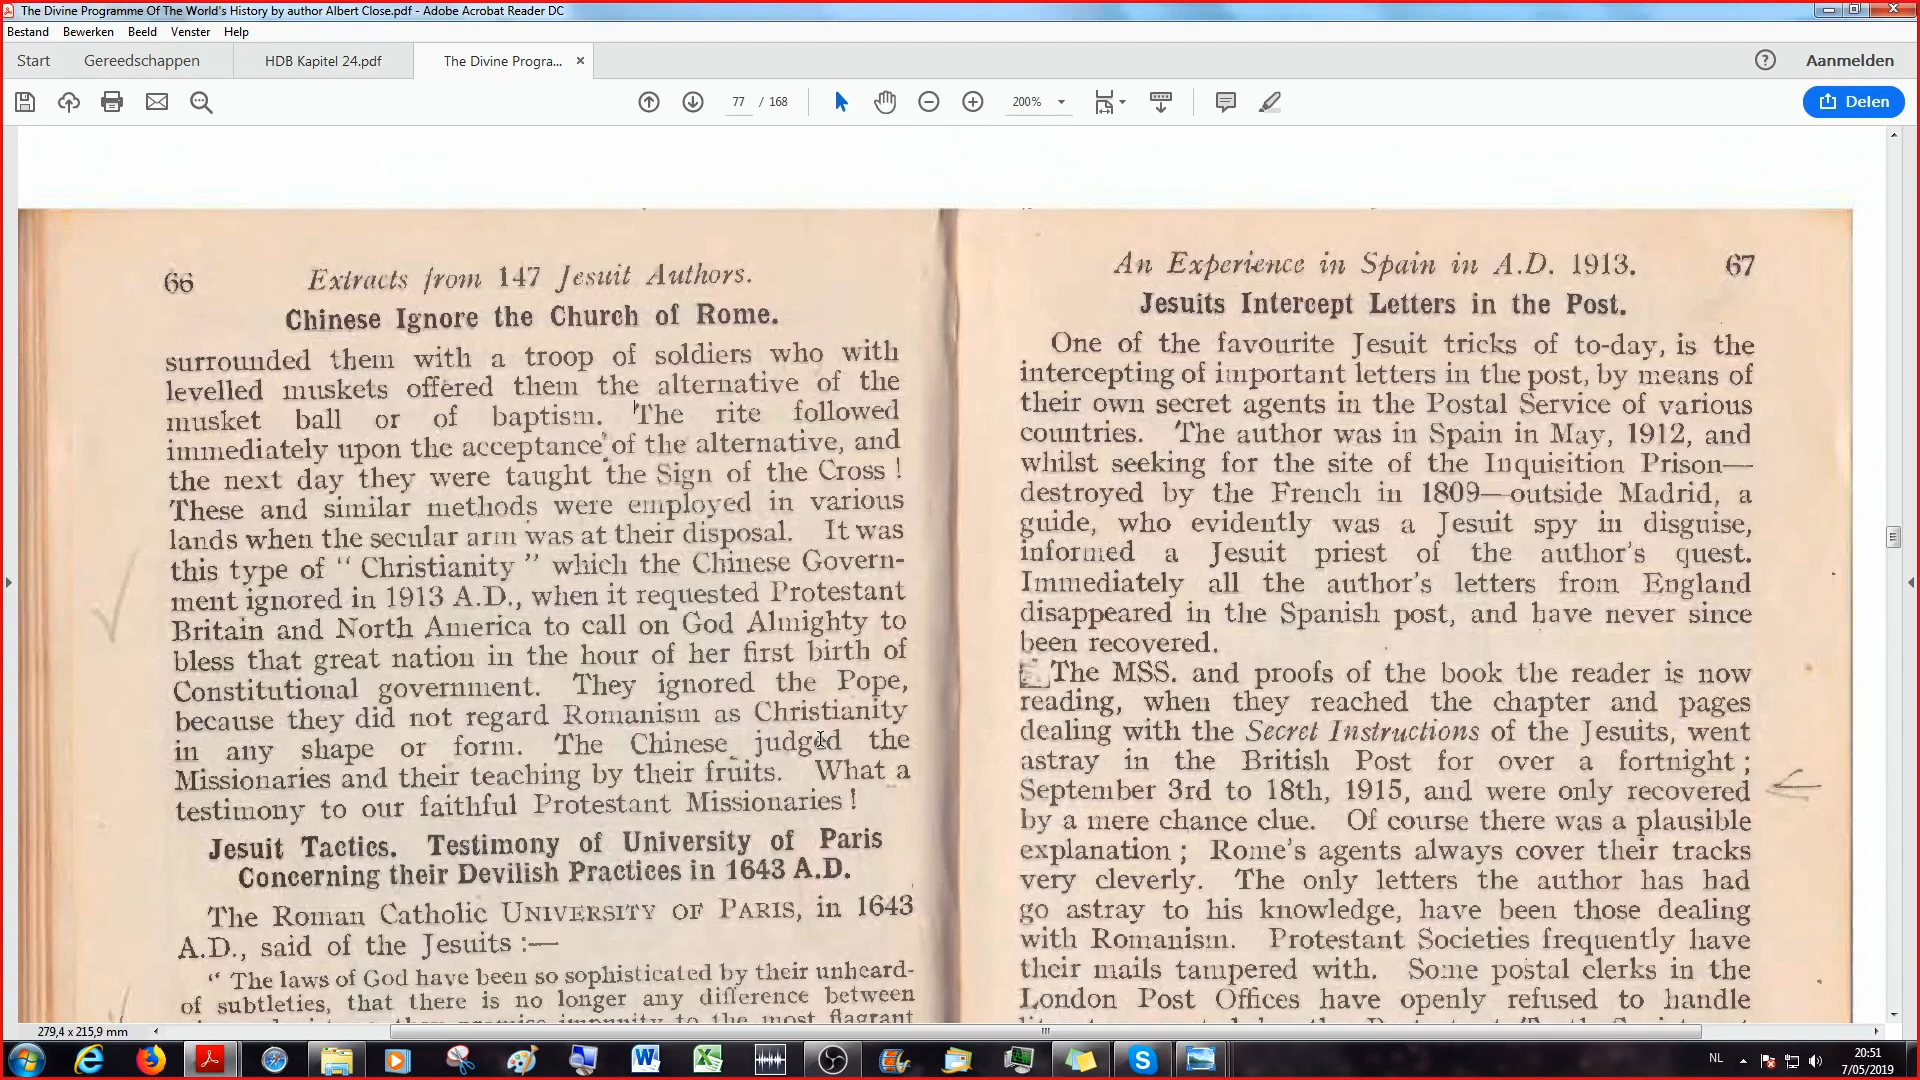 The Divine Programme Of The World's History by author Albert Close.pdf - Adobe Acrobat Reader DC
Bestand Bewerken Beeld Venster Help
Start Gereedschappen HDB Kapitel 24.pdf The Divine Progra... × Aanmelden
77 / 168 200% Delen
66 Extracts from 147 Jesuit Authors.
Chinese Ignore the Church of Rome.
surrounded them with a troop of soldiers who with
levelled muskets offered them the alternative of the
musket ball or of baptism. The rite followed
immediately upon the acceptance of the alternative, and
the next day they were taught the Sign of the Cross !
These and similar methods were employed in various
lands when the secular arm was at their disposal. It was
this type of " Christianity " which the Chinese Govern-
ment ignored in 1913 A.D., when it requested Protestant
Britain and North America to call on God Almighty to
bless that great nation in the hour of her first birth of
Constitutional government. They ignored the Pope,
because they did not regard Romanism as Christianity
in any shape or form. The Chinese judged the
Missionaries and their teaching by their fruits. What a
testimony to our faithful Protestant Missionaries !
Jesuit Tactics. Testimony of University of Paris
Concerning their Devilish Practices in 1643 A.D.
The Roman Catholic UNIVERSITY OF PARIS, in 1643
A.D., said of the Jesuits :—
" The laws of God have been so sophisticated by their unheard-
of subtleties, that there is no longer any difference between
An Experience in Spain in A.D. 1913. 67
Jesuits Intercept Letters in the Post.
One of the favourite Jesuit tricks of to-day, is the
intercepting of important letters in the post, by means of
their own secret agents in the Postal Service of various
countries. The author was in Spain in May, 1912, and
whilst seeking for the site of the Inquisition Prison—
destroyed by the French in 1809—outside Madrid, a
guide, who evidently was a Jesuit spy in disguise,
informed a Jesuit priest of the author's quest.
Immediately all the author's letters from England
disappeared in the Spanish post, and have never since
been recovered.
The MSS. and proofs of the book the reader is now
reading, when they reached the chapter and pages
dealing with the Secret Instructions of the Jesuits, went
astray in the British Post for over a fortnight ;
September 3rd to 18th, 1915, and were only recovered
by a mere chance clue. Of course there was a plausible
explanation ; Rome's agents always cover their tracks
very cleverly. The only letters the author has had
go astray to his knowledge, have been those dealing
with Romanism. Protestant Societies frequently have
their mails tampered with. Some postal clerks in the
London Post Offices have openly refused to handle
279,4 x 215,9 mm
NL 20:51
7/05/2019